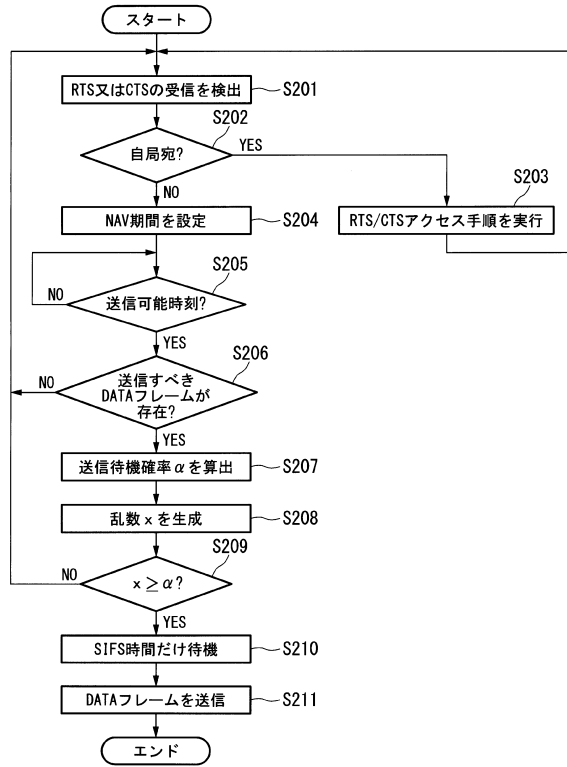 スタート
RTS又はCTSの受信を検出
S201
S202
自局宛?
YES
NO
S203
RTS/CTSアクセス手順を実行
NAV期間を設定
S204
S205
送信可能時刻?
NO
YES
S206
送信すべき
DATAフレームが
存在?
NO
YES
送信待機確率αを算出
S207
乱数xを生成
S208
S209
x≧α?
NO
YES
SIFS時間だけ待機
S210
DATAフレームを送信
S211
エンド